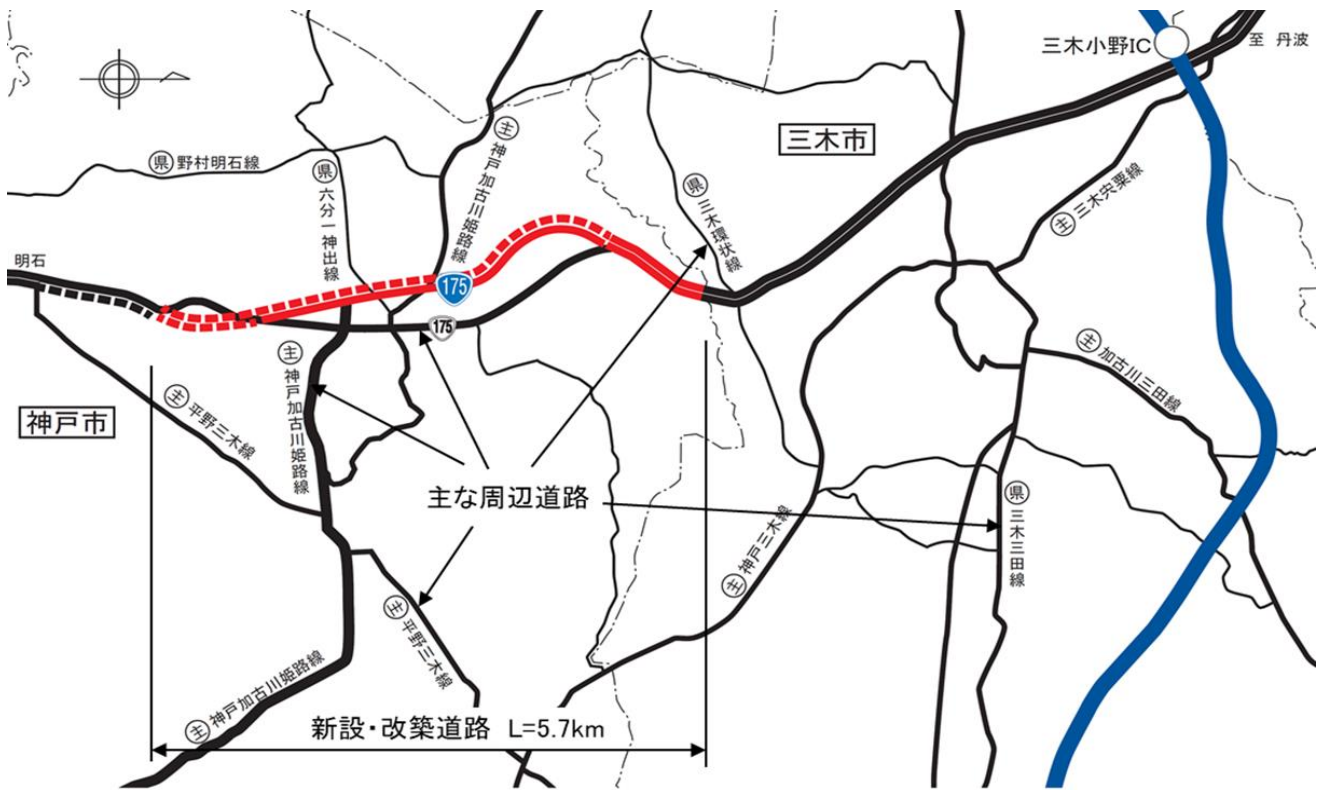 三木小野IC
至 丹波
三木市
主 神戸加古川姫路線
県 野村明石線
県 六分一神出線
県 三木環状線
主 三木宍粟線
明石
175
175
主 神戸加古川姫路線
主 平野三木線
神戸市
主 加古川三田線
主な周辺道路
県 三木三田線
主 神戸三木線
主 平野三木線
主 神戸加古川姫路線
新設・改築道路 L=5.7km